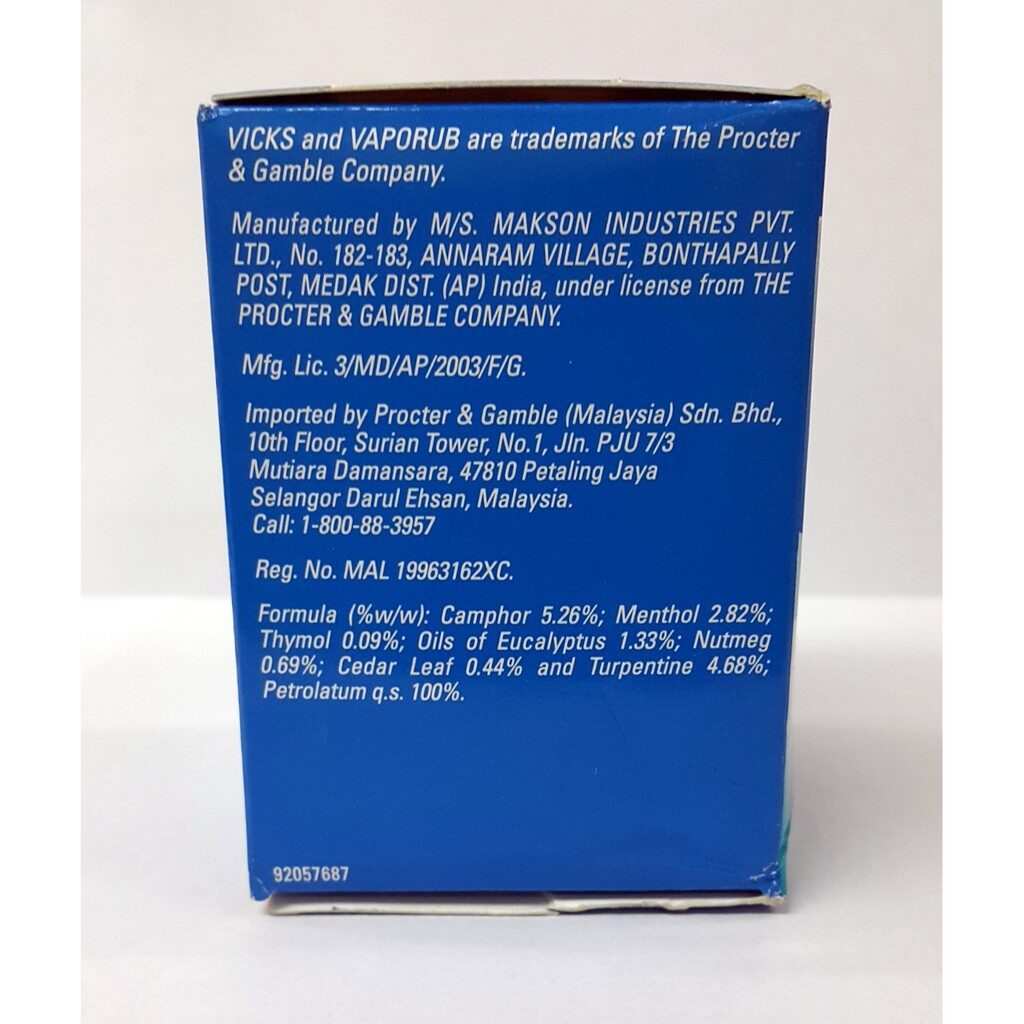 VICKS and VAPORUB are trademarks of The Procter
& Gamble Company.
Manufactured by M/S. MAKSON INDUSTRIES PVT.
LTD., No. 182-183, ANNARAM VILLAGE, BONTHAPALLY
POST, MEDAK DIST. (AP) India, under license from THE
PROCTER & GAMBLE COMPANY.
Mfg. Lic. 3/MD/AP/2003/F/G.
Imported by Procter & Gamble (Malaysia) Sdn. Bhd.,
10th Floor, Surian Tower, No.1, Jln. PJU 7/3
Mutiara Damansara, 47810 Petaling Jaya
Selangor Darul Ehsan, Malaysia.
Call: 1-800-88-3957
Reg. No. MAL 19963162XC.
Formula (%w/w): Camphor 5.26%; Menthol 2.82%;
Thymol 0.09%; Oils of Eucalyptus 1.33%; Nutmeg
0.69%; Cedar Leaf 0.44% and Turpentine 4.68%;
Petrolatum q.s. 100%.
92057687